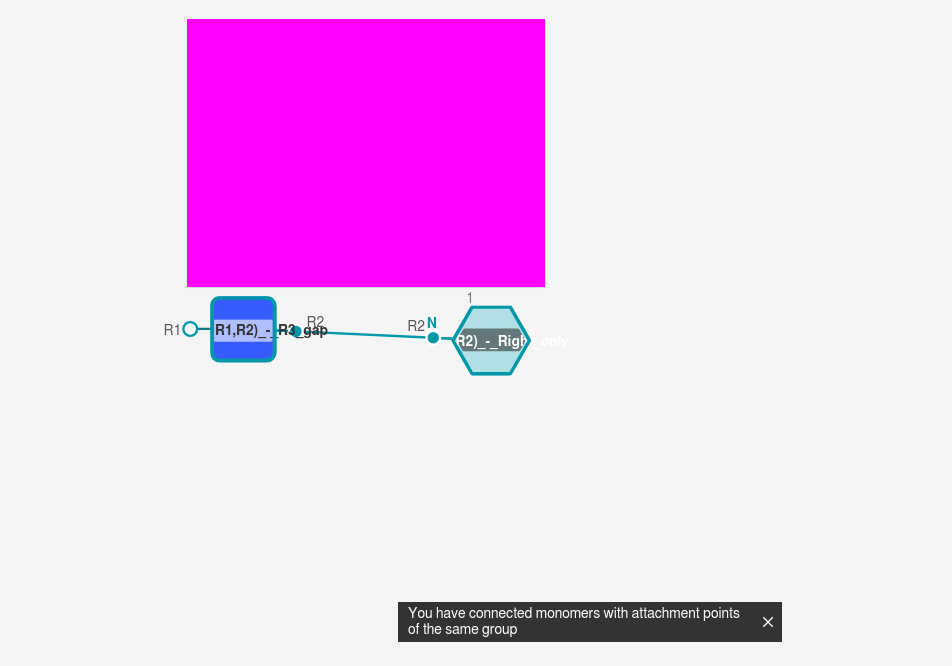 1
R1
R1,R2)_-_R3_gap
R2
R2
N
R2)_-_Right_only
You have connected monomers with attachment points
of the same group